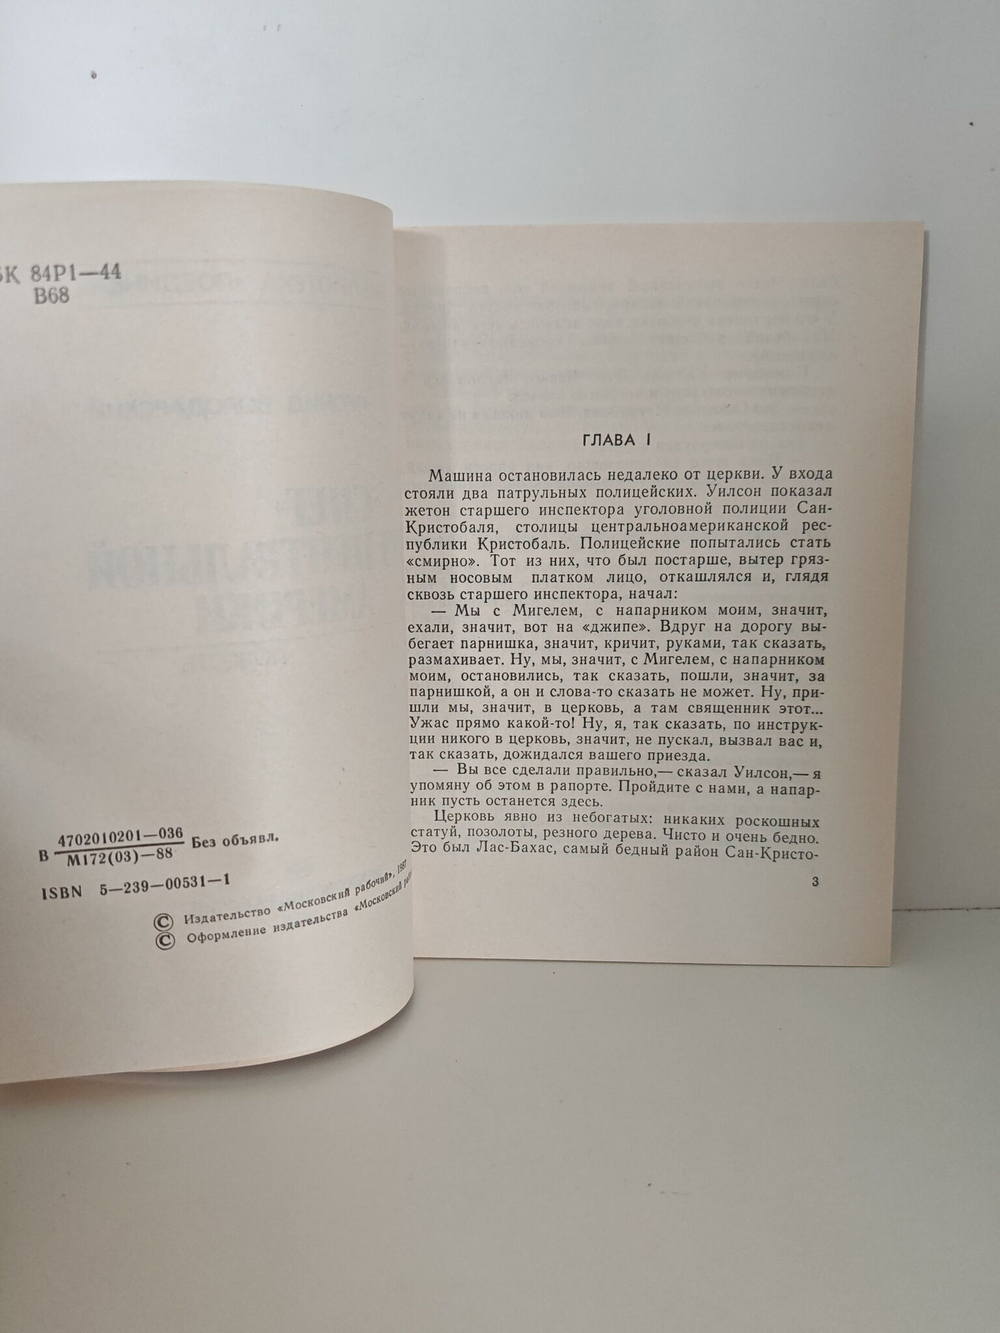 БК 84Р1—44
В68
В 4702010201—036 Без объявл.
М172(03)—88
ISBN 5—239—00531—1
© Издательство «Московский рабочий», 1987
© Оформление издательства «Московский
ГЛАВА I
Машина остановилась недалеко от церкви. У входа
стояли два патрульных полицейских. Уилсон показал
жетон старшего инспектора уголовной полиции Сан-
Кристобаля, столицы центральноамериканской рес-
публики Кристобаль. Полицейские попытались стать
«смирно». Тот из них, что был постарше, вытер гряз-
ным носовым платком лицо, откашлялся и, глядя
сквозь старшего инспектора, начал:
— Мы с Мигелем, с напарником моим, значит,
ехали, значит, вот на «джипе». Вдруг на дорогу вы-
бегает парнишка, значит, кричит, руками, так сказать,
размахивает. Ну, мы, значит, с Мигелем, с напарником
моим, остановились, так сказать, пошли, значит, за
парнишкой, а он и слова-то сказать не может. Ну, при-
шли мы, значит, в церковь, а там священник этот...
Ужас прямо какой-то! Ну, я, так сказать, по инструк-
ции никого в церковь, значит, не пускал, вызвал вас и,
так сказать, дожидался вашего приезда.
— Вы все сделали правильно,— сказал Уилсон,— я
упомяну об этом в рапорте. Пройдите с нами, а напар-
ник пусть останется здесь.
Церковь явно из небогатых: никаких роскошных
статуй, позолоты, резного дерева. Чисто и очень бедно.
Это был Лас-Бахас, самый бедный район Сан-Кристо-
3